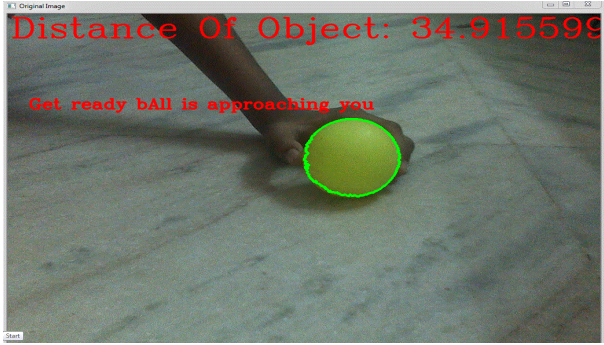 Original Image
Distance Of Object: 34.915599
Get ready bAll is approaching you
Start